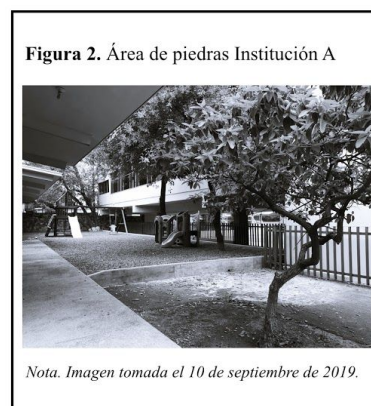 Figura 2. Área de piedras Institución A
Nota. Imagen tomada el 10 de septiembre de 2019.